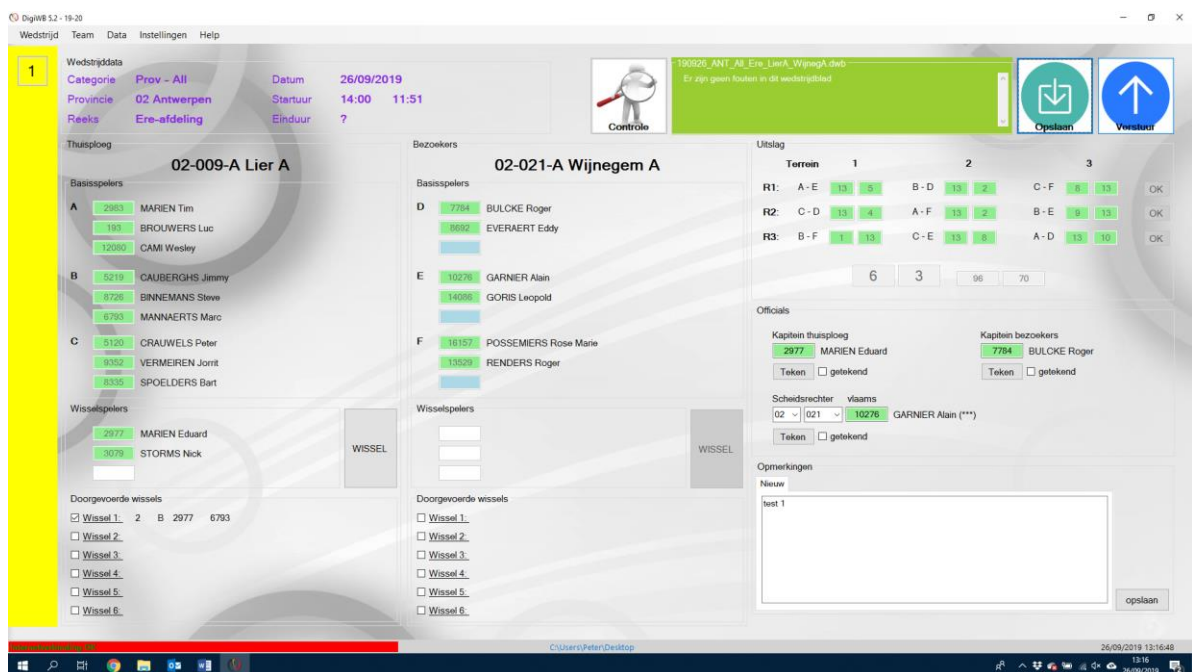 DigiWB 5.2 - 19-20
Wedstrijd Team Data Instellingen Help
1
Wedstrijddata
Categorie Prov - All Datum 26/09/2019
Provincie 02 Antwerpen Startuur 14:00 11:51
Reeks Ere-afdeling Einduur ?
Controle
190926_ANT_All_Ere_LierA_WijnegA.dwb
Er zijn geen fouten in dit wedstrijdblad
Opslaan
Verstuur
Thuisploeg
02-009-A Lier A
Basisspelers
A 2983 MARIEN Tim
193 BROUWERS Luc
12080 CAMI Wesley
B 5219 CAUBERGHS Jimmy
8726 BINNEMANS Steve
6793 MANNAERTS Marc
C 5120 CRAUWELS Peter
9352 VERMEIREN Jorrit
8335 SPOELDERS Bart
Wisselspelers
2977 MARIEN Eduard
3079 STORMS Nick
WISSEL
Doorgevoerde wissels
Wissel 1: 2 B 2977 6793
Wissel 2:
Wissel 3:
Wissel 4:
Wissel 5:
Wissel 6:
Bezoekers
02-021-A Wijnegem A
Basisspelers
D 7784 BULCKE Roger
8692 EVERAERT Eddy
E 10276 GARNIER Alain
14086 GORIS Leopold
F 16157 POSSEMIERS Rose Marie
13529 RENDERS Roger
Wisselspelers
WISSEL
Doorgevoerde wissels
Wissel 1:
Wissel 2:
Wissel 3:
Wissel 4:
Wissel 5:
Wissel 6:
Uitslag
Terrein 1 2 3
R1: A - E 13 5 B - D 13 2 C - F 8 13 OK
R2: C - D 13 4 A - F 13 2 B - E 9 13 OK
R3: B - F 1 13 C - E 13 8 A - D 13 10 OK
6 3 96 70
Officials
Kapitein thuisploeg Kapitein bezoekers
2977 MARIEN Eduard 7784 BULCKE Roger
Teken getekend Teken getekend
Scheidsrechter vlaams
02 021 10276 GARNIER Alain (***)
Teken getekend
Opmerkingen
Nieuw
test 1
opslaan
C:\Users\Peter\Desktop 26/09/2019 13:16:48
13:16
26/09/2019